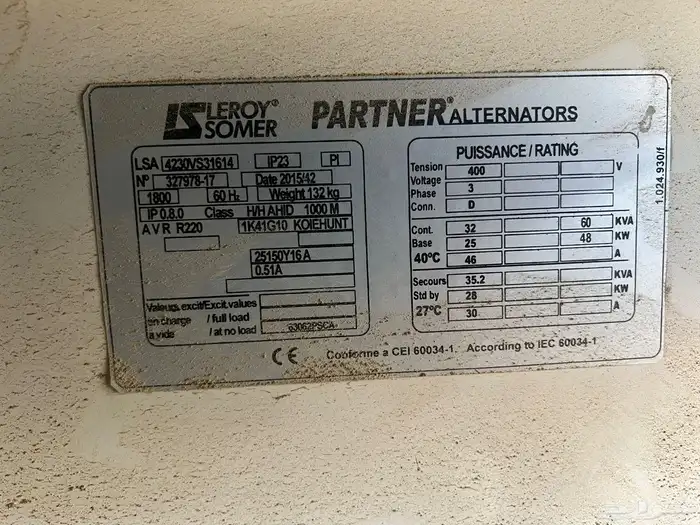 LEROY®
SOMER
PARTNER® ALTERNATORS
LSA 4230VS31614 IP23 PI
N° 327978-17 Date 2015/42
1800 60 Hz Weight 132 kg
IP 0.8.0 Class H/H AHID 1000 M
A V R R220 1K41G10 KOIEHUNT
25150Y16 A
0.51A
Valeurs excit/Excit.values
en charge / full load
a vide / at no load e3062PSCA
PUISSANCE / RATING
Tension 400 V
Voltage
Phase 3
Conn. D
Cont. 32 60 KVA
Base 25 48 KW
40°C 46 A
Secours 35.2 KVA
Std by 28 KW
27°C 30 A
CE Conforme a CEI 60034-1. According to IEC 60034-1
1.024.930/f